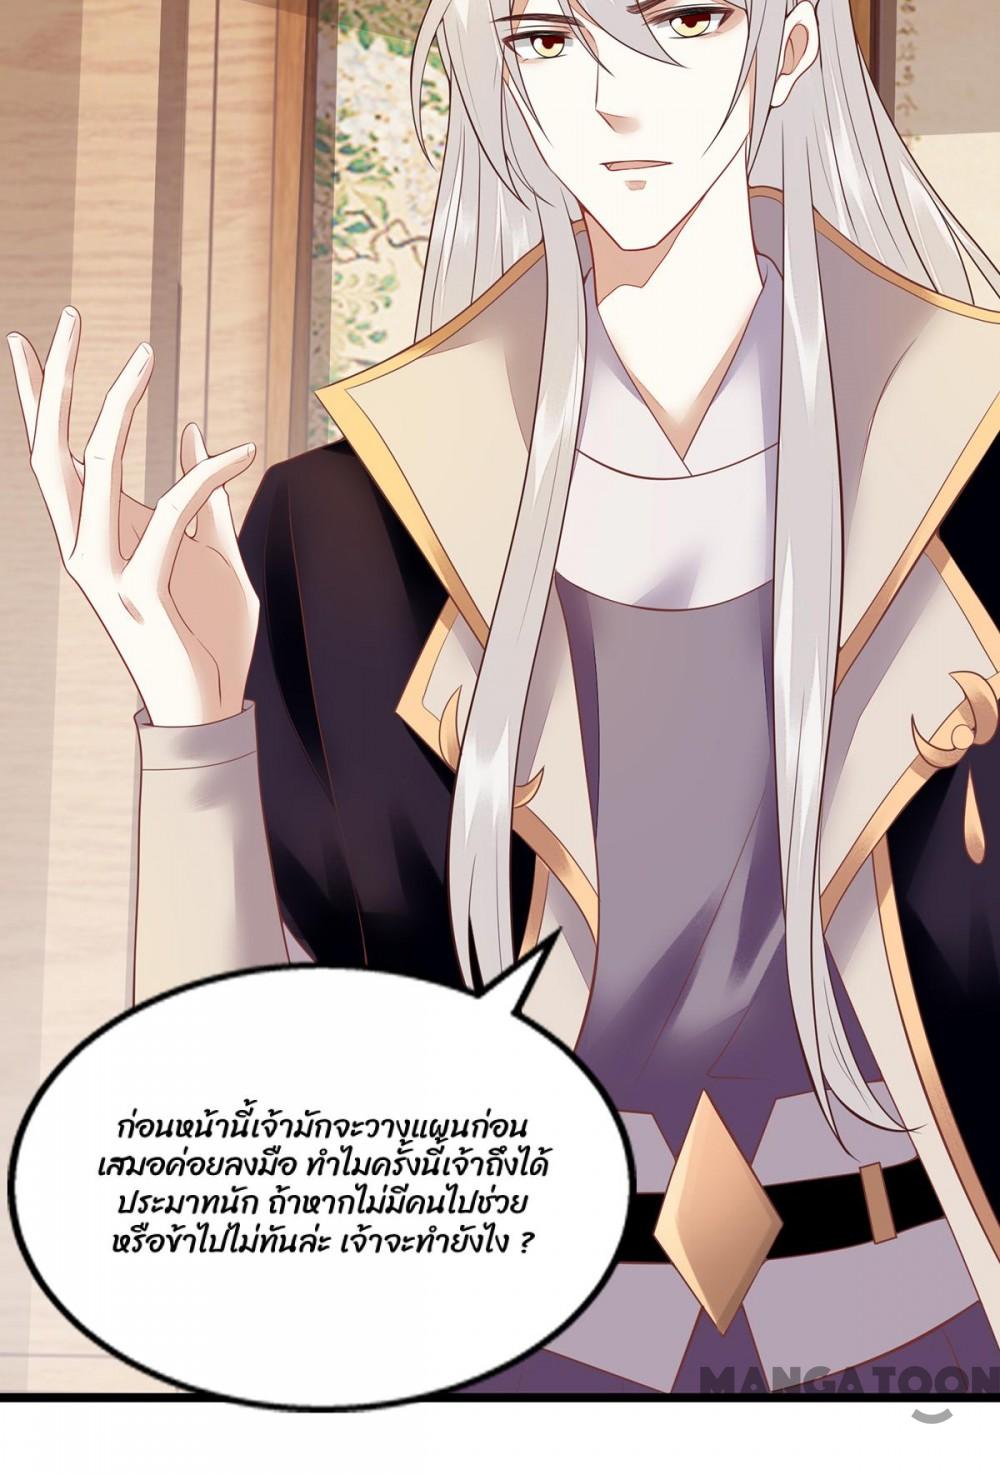 ก่อนหน้านี้เจ้ามักจะวางแผนก่อน
เสมอค่อยลงมือ ทำไมครั้งนี้เจ้าถึงได้
ประมาทนัก ถ้าหากไม่มีคนไปช่วย
หรือข้าไปไม่ทันล่ะ เจ้าจะทำยังไง ?
MANGATOON